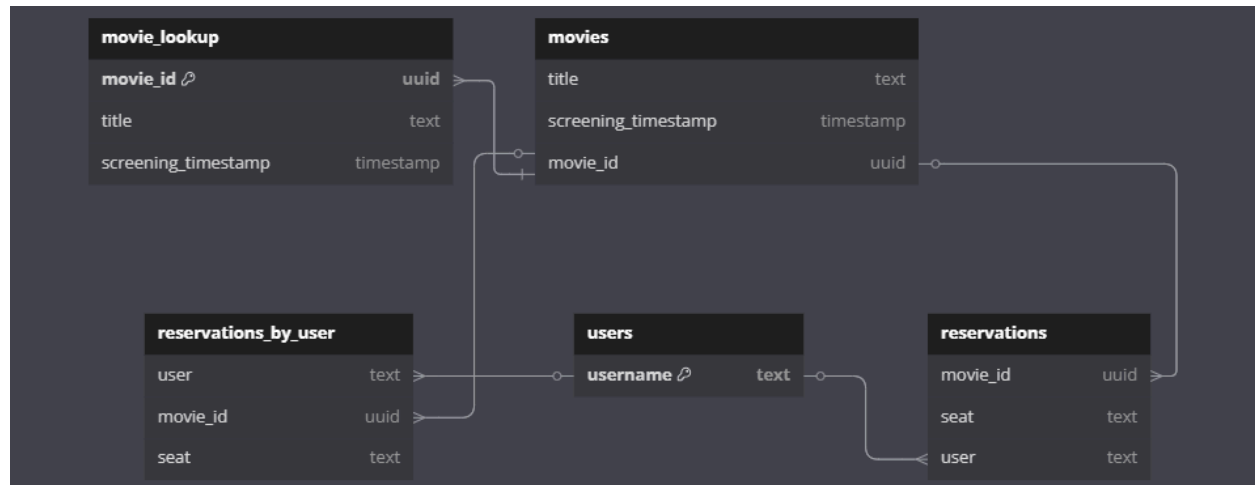 movie_lookup
movie_id uuid
title text
screening_timestamp timestamp
movies
title text
screening_timestamp timestamp
movie_id uuid
reservations_by_user
user text
movie_id uuid
seat text
users
username text
reservations
movie_id uuid
seat text
user text